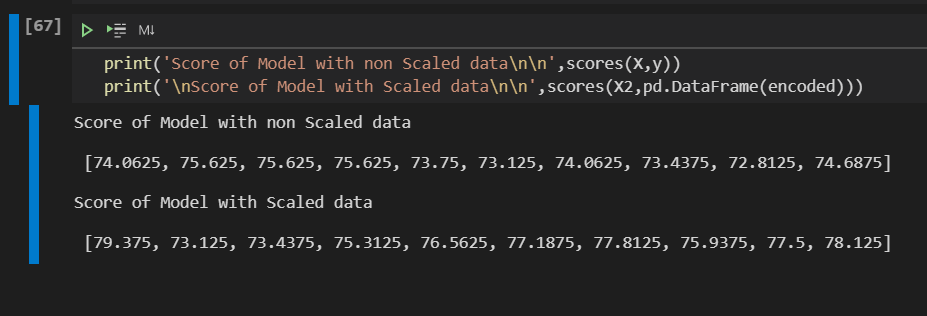 [67]
M↓
print('Score of Model with non Scaled data\n\n',scores(X,y))
print('\nScore of Model with Scaled data\n\n',scores(X2,pd.DataFrame(encoded)))
Score of Model with non Scaled data
[74.0625, 75.625, 75.625, 75.625, 73.75, 73.125, 74.0625, 73.4375, 72.8125, 74.6875]
Score of Model with Scaled data
[79.375, 73.125, 73.4375, 75.3125, 76.5625, 77.1875, 77.8125, 75.9375, 77.5, 78.125]